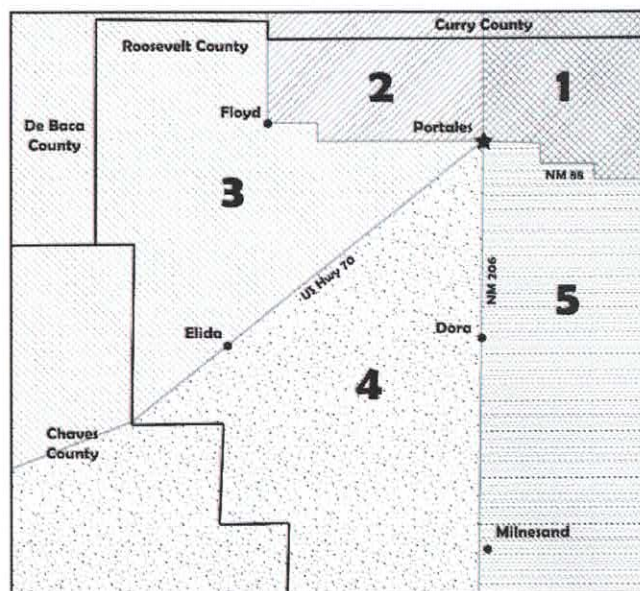 Curry County
Roosevelt County
2
1
Floyd
Portales
De Baca
County
NM 88
3
US Hwy 70
NM 206
5
Elida
Dora
4
Chaves
County
Milnesand